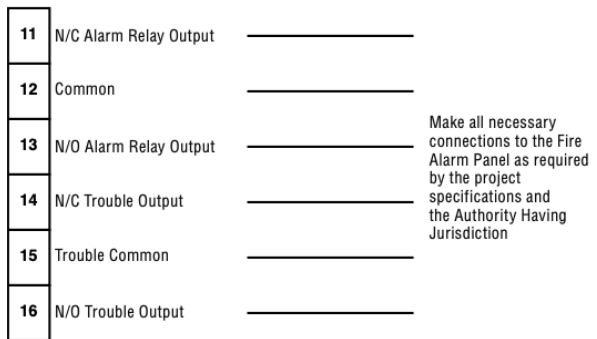 11 N/C Alarm Relay Output
12 Common
13 N/O Alarm Relay Output
14 N/C Trouble Output
15 Trouble Common
16 N/O Trouble Output
Make all necessary
connections to the Fire
Alarm Panel as required
by the project
specifications and
the Authority Having
Jurisdiction